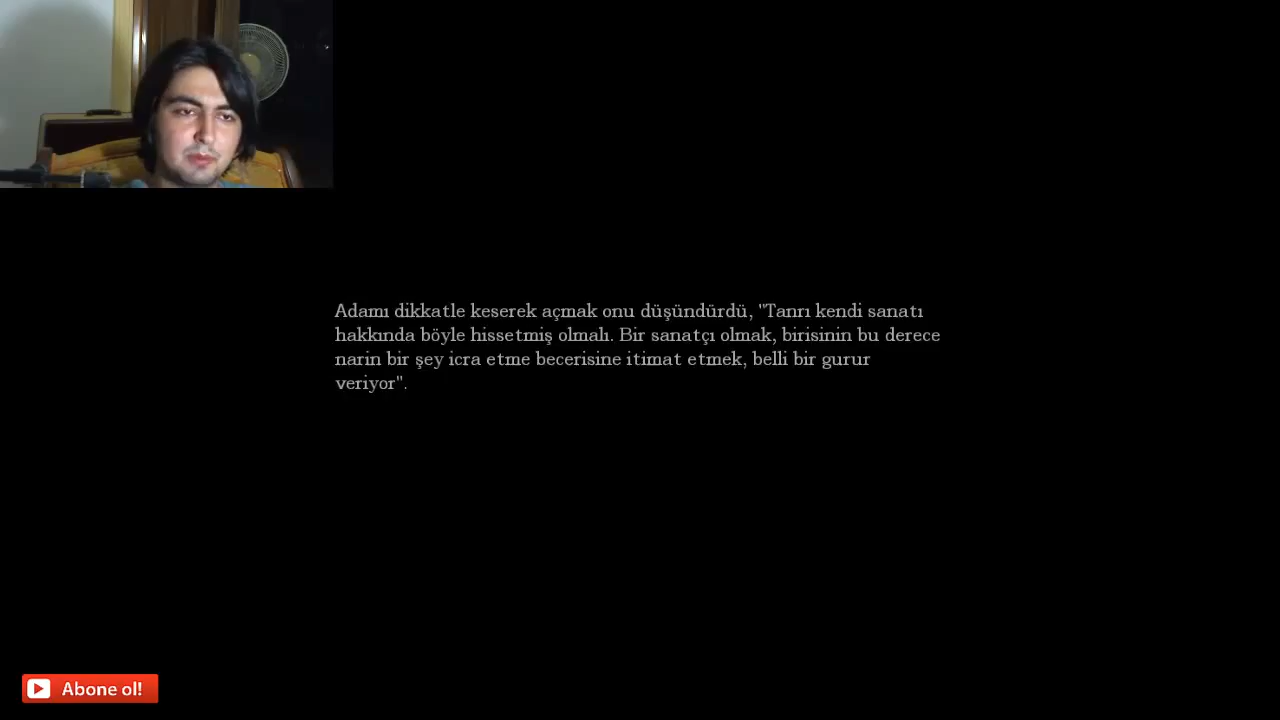 Adamı dikkatle keserek açmak onu düşündürdü, "Tanrı kendi sanatı
hakkında böyle hissetmiş olmalı. Bir sanatçı olmak, birisinin bu derece
narin bir şey icra etme becerisine itimat etmek, belli bir gurur
veriyor".
Abone ol!